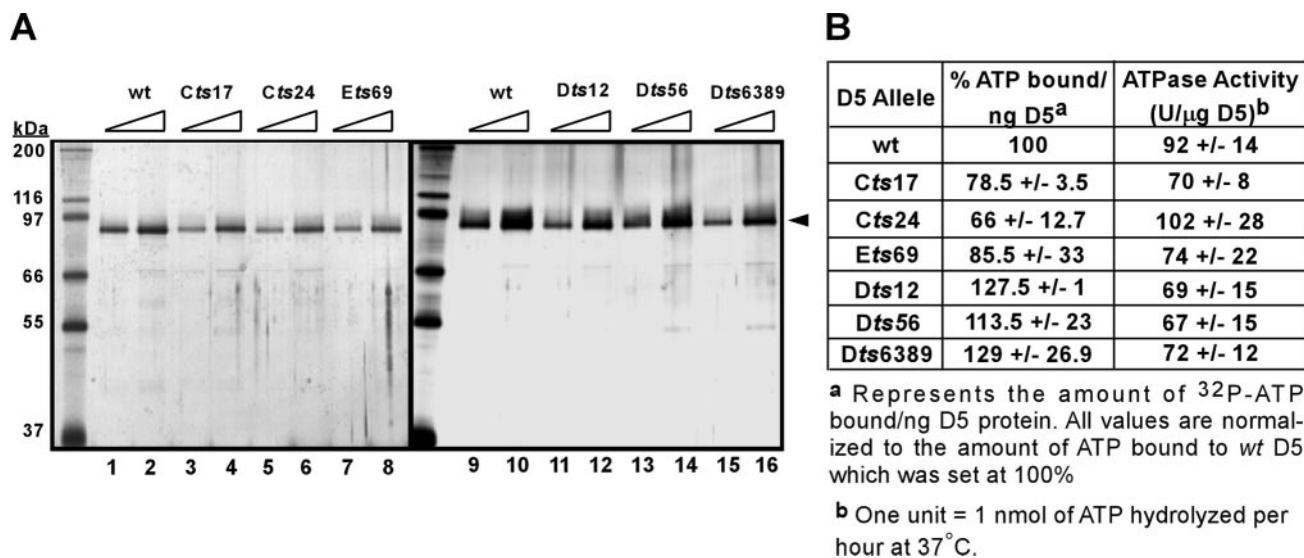 A
wt Cts17 Cts24 Ets69 wt Dts12 Dts56 Dts6389
kDa
200
116
97
66
55
37
1 2 3 4 5 6 7 8 9 10 11 12 13 14 15 16
B
D5 Allele % ATP bound/ ng D5a ATPase Activity (U/μg D5)b
wt 100 92 +/- 14
Cts17 78.5 +/- 3.5 70 +/- 8
Cts24 66 +/- 12.7 102 +/- 28
Ets69 85.5 +/- 33 74 +/- 22
Dts12 127.5 +/- 1 69 +/- 15
Dts56 113.5 +/- 23 67 +/- 15
Dts6389 129 +/- 26.9 72 +/- 12
a Represents the amount of 32P-ATP
bound/ng D5 protein. All values are normal-
ized to the amount of ATP bound to wt D5
which was set at 100%
b One unit = 1 nmol of ATP hydrolyzed per
hour at 37°C.